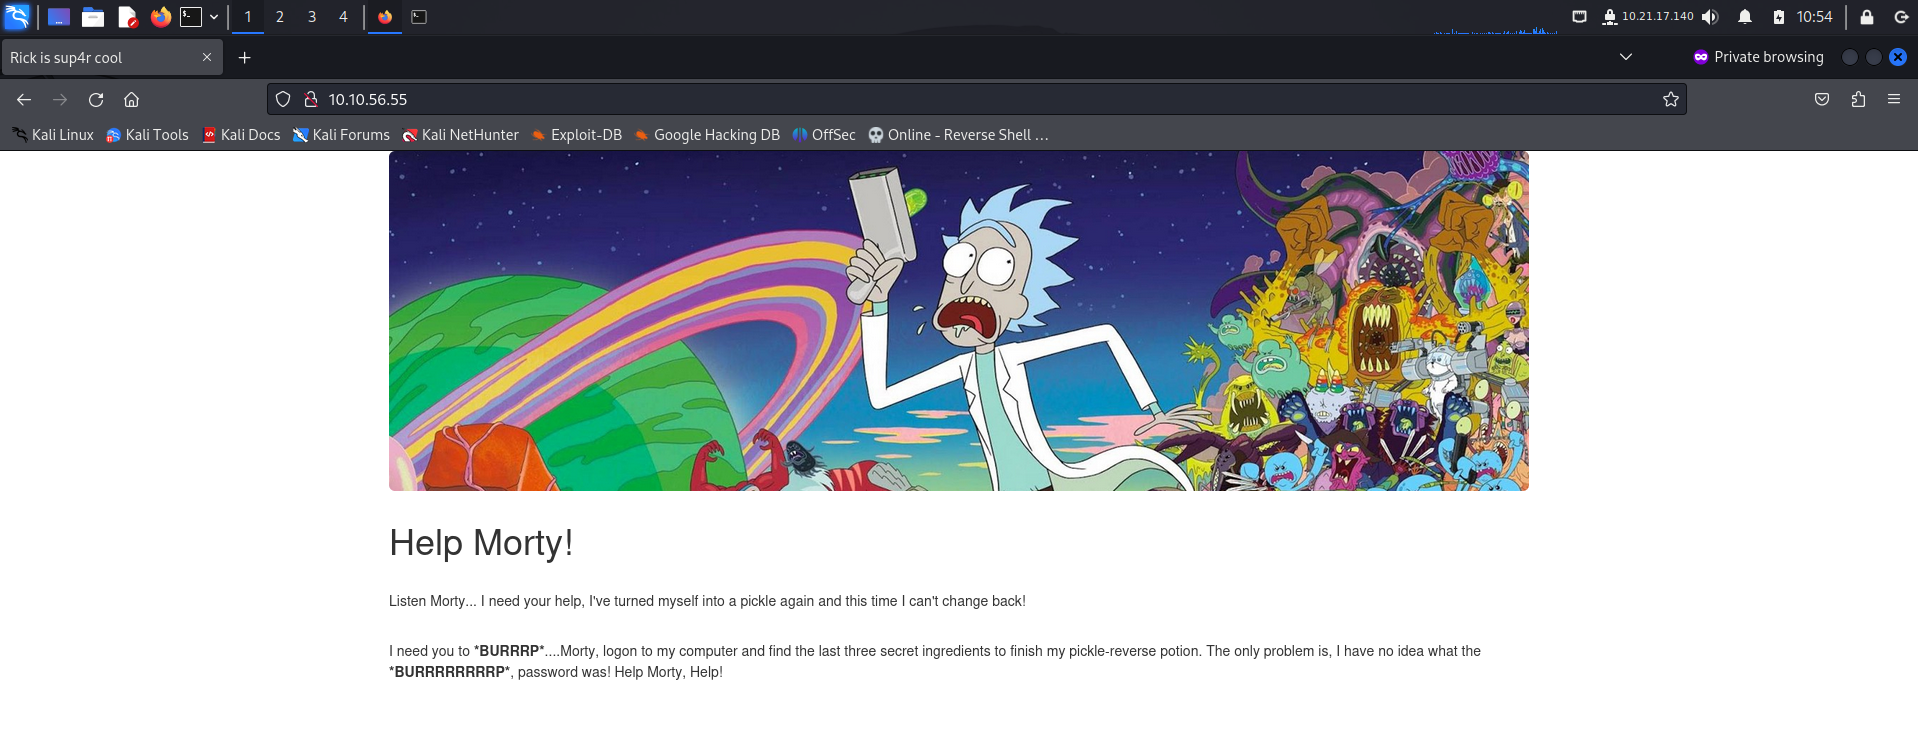 1 2 3 4 10.21.17.140 10:54
Rick is sup4r cool Private browsing
10.10.56.55
Kali Linux Kali Tools Kali Docs Kali Forums Kali NetHunter Exploit-DB Google Hacking DB OffSec Online - Reverse Shell …
Help Morty!
Listen Morty... I need your help, I've turned myself into a pickle again and this time I can't change back!
I need you to *BURRRP*....Morty, logon to my computer and find the last three secret ingredients to finish my pickle-reverse potion. The only problem is, I have no idea what the
*BURRRRRRRRP*, password was! Help Morty, Help!